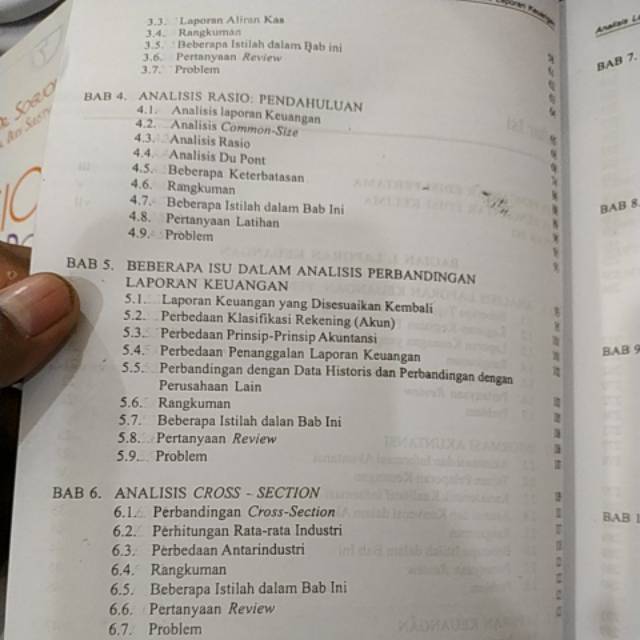 Laporan Keuangan
3.3. Laporan Aliran Kas
3.4. Rangkuman
3.5. Beberapa Istilah dalam Bab ini
3.6. Pertanyaan Review
3.7. Problem
BAB 4. ANALISIS RASIO: PENDAHULUAN
4.1. Analisis laporan Keuangan
4.2. Analisis Common-Size
4.3. Analisis Rasio
4.4. Analisis Du Pont
4.5. Beberapa Keterbatasan
4.6. Rangkuman
4.7. Beberapa Istilah dalam Bab Ini
4.8. Pertanyaan Latihan
4.9. Problem
BAB 5. BEBERAPA ISU DALAM ANALISIS PERBANDINGAN
LAPORAN KEUANGAN
5.1. Laporan Keuangan yang Disesuaikan Kembali
5.2. Perbedaan Klasifikasi Rekening (Akun)
5.3. Perbedaan Prinsip-Prinsip Akuntansi
5.4. Perbedaan Penanggalan Laporan Keuangan
5.5. Perbandingan dengan Data Historis dan Perbandingan dengan
Perusahaan Lain
5.6. Rangkuman
5.7. Beberapa Istilah dalan Bab Ini
5.8. Pertanyaan Review
5.9. Problem
BAB 6. ANALISIS CROSS - SECTION
6.1. Perbandingan Cross-Section
6.2. Perhitungan Rata-rata Industri
6.3. Perbedaan Antarindustri
6.4. Rangkuman
6.5. Beberapa Istilah dalam Bab Ini
6.6. Pertanyaan Review
6.7. Problem
Analisis
BAB 7.
BAB 8.
BAB 9
BAB 1